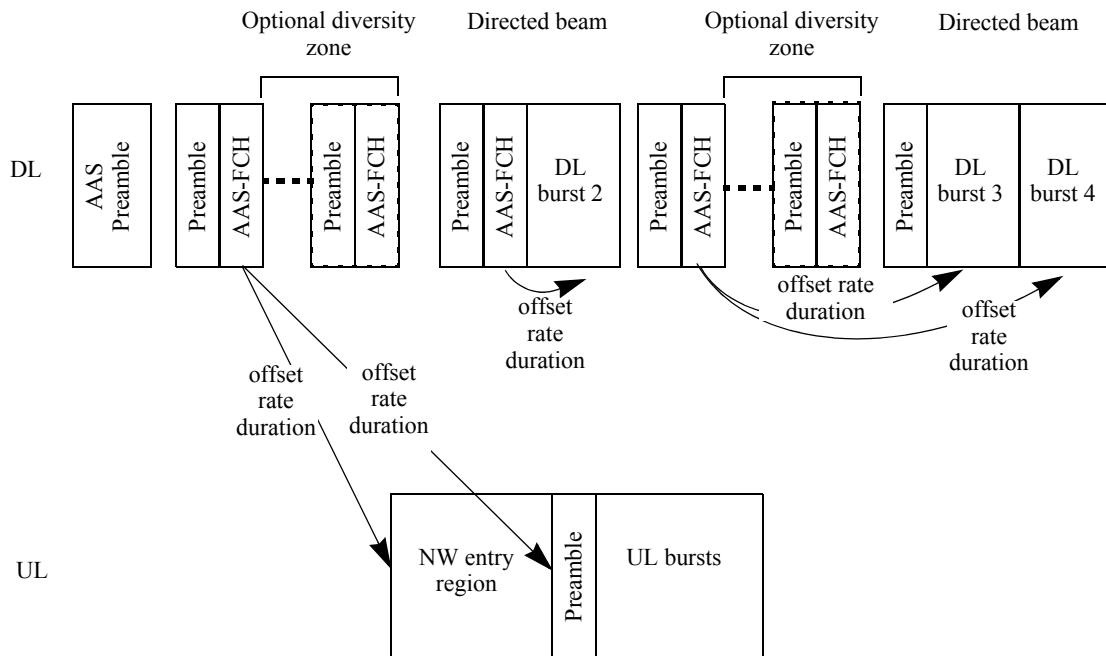 Optional diversity
zone
Directed beam
Optional diversity
zone
Directed beam
DL
AAS
Preamble
Preamble
AAS-FCH
Preamble
AAS-FCH
Preamble
AAS-FCH
DL
burst 2
Preamble
AAS-FCH
Preamble
AAS-FCH
Preamble
DL
burst 3
DL
burst 4
offset
rate
duration
offset rate
duration
offset
rate
duration
offset
rate
duration
offset
rate
duration
UL
NW entry
region
Preamble
UL bursts